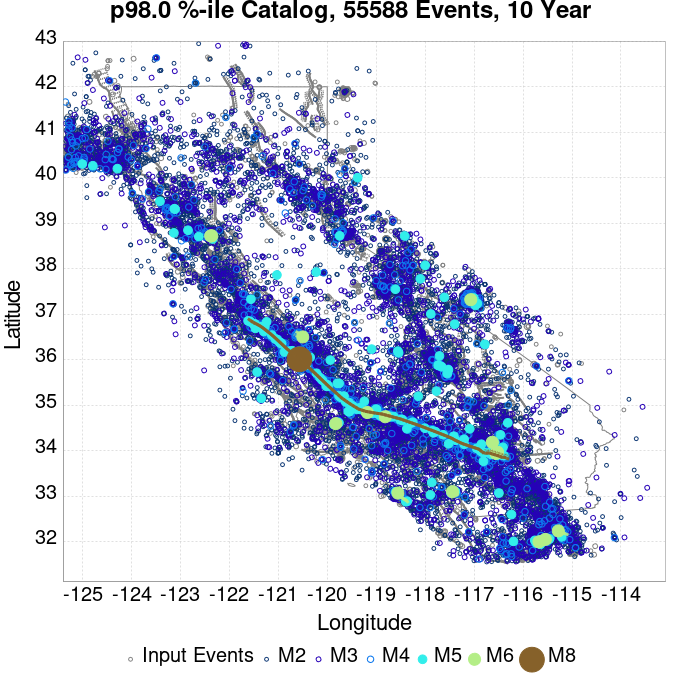 p98.0 %-ile Catalog, 55588 Events, 10 Year
43
42
41
40
39
38
37
36
35
34
33
32
Latitude
-125 -124 -123 -122 -121 -120 -119 -118 -117 -116 -115 -114
Longitude
Input Events M2 M3 M4 M5 M6 M8